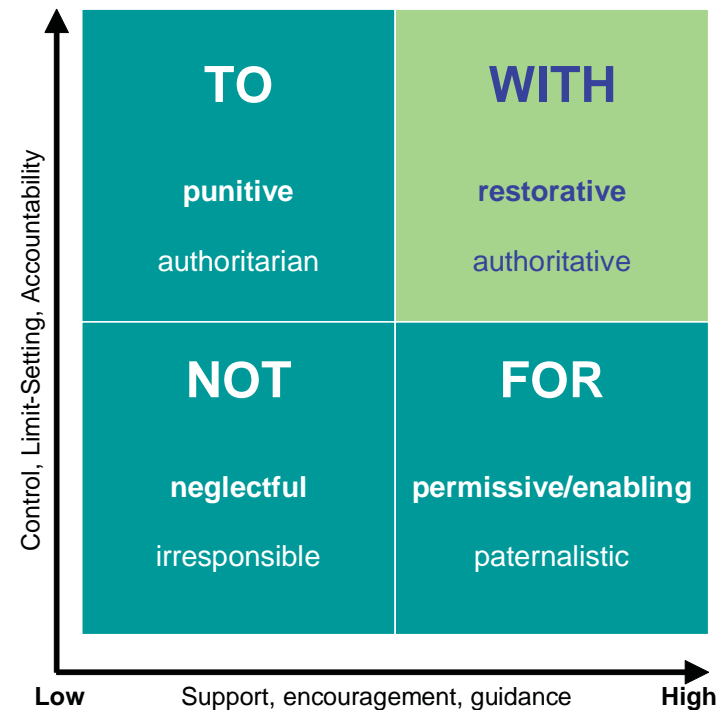 Control, Limit-Setting, Accountability
TO
punitive
authoritarian
WITH
restorative
authoritative
NOT
neglectful
irresponsible
FOR
permissive/enabling
paternalistic
Low Support, encouragement, guidance High